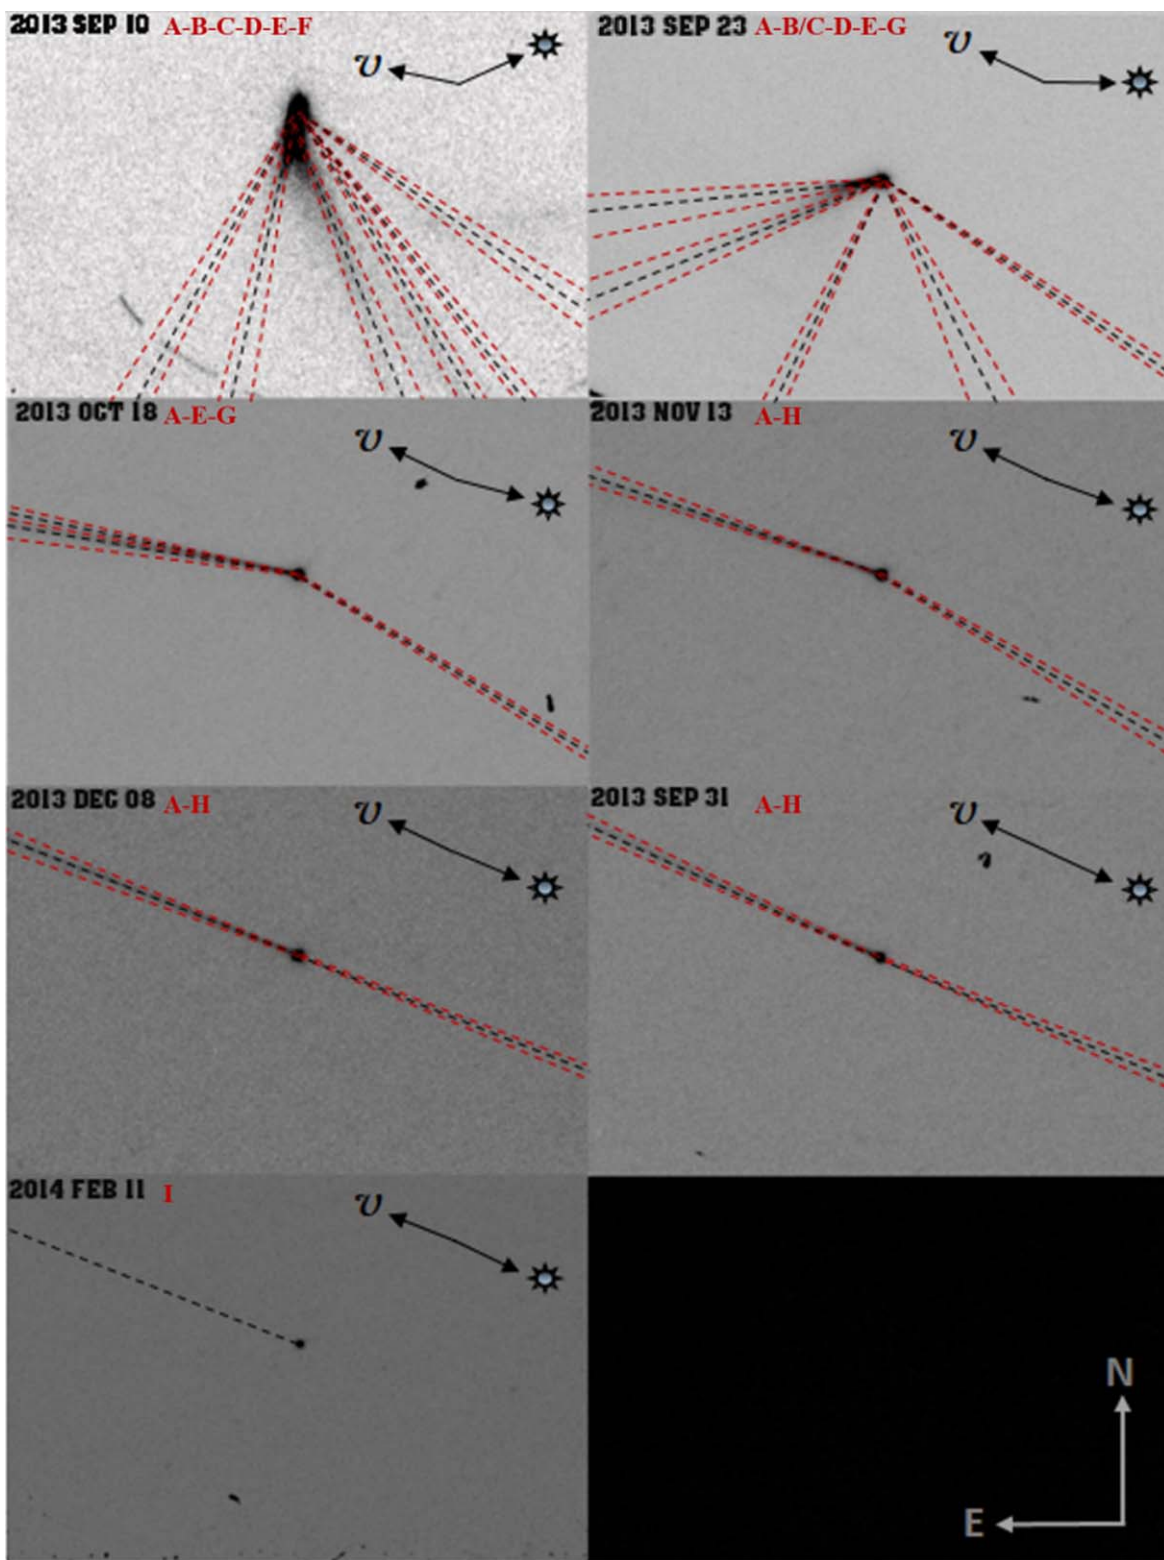 2013 SEP 10 A-B-C-D-E-F
υ
2013 SEP 23 A-B/C-D-E-G
υ
2013 OCT 18 A-E-G
υ
2013 NOV 13 A-H
υ
2013 DEC 08 A-H
υ
2013 SEP 31 A-H
υ
2014 FEB 11 I
υ
N
E